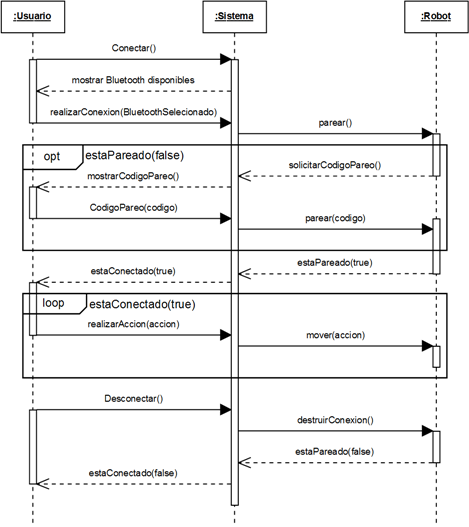 :Usuario
:Sistema
:Robot
Conectar()
mostrar Bluetooth disponibles
realizarConexion(BluetoothSelecionado)
parear()
opt
estaPareado(false)
solicitarCodigoPareo()
mostrarCodigoPareo()
CodigoPareo(codigo)
parear(codigo)
estaPareado(true)
estaConectado(true)
loop
estaConectado(true)
realizarAccion(accion)
mover(accion)
Desconectar()
destruirConexion()
estaPareado(false)
estaConectado(false)